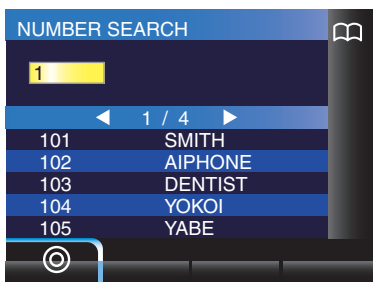 NUMBER SEARCH
1
1 / 4
101 SMITH
102 AIPHONE
103 DENTIST
104 YOKOI
105 YABE